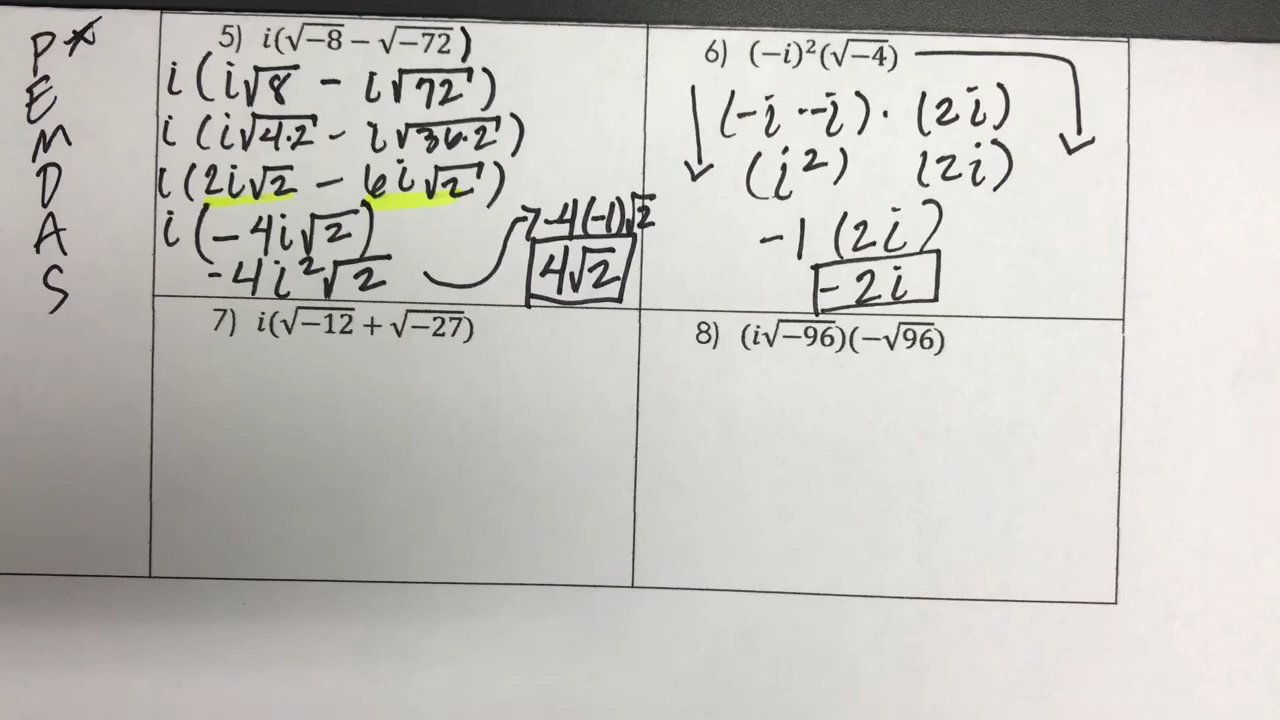 P*
E
M
D
A
S
5) i(√−8 − √−72)
i(i√8 − i√72)
i(i√4·2 − i√36·2)
i(2i√2 − 6i√2)
i(−4i√2)
-4i²√2
-4(-1)√2
4√2
6) (−i)²(√−4)
(-i·-i)·(2i)
(i²) (2i)
-1(2i)
-2i
7) i(√−12 + √−27)
8) (i√−96)(−√96)